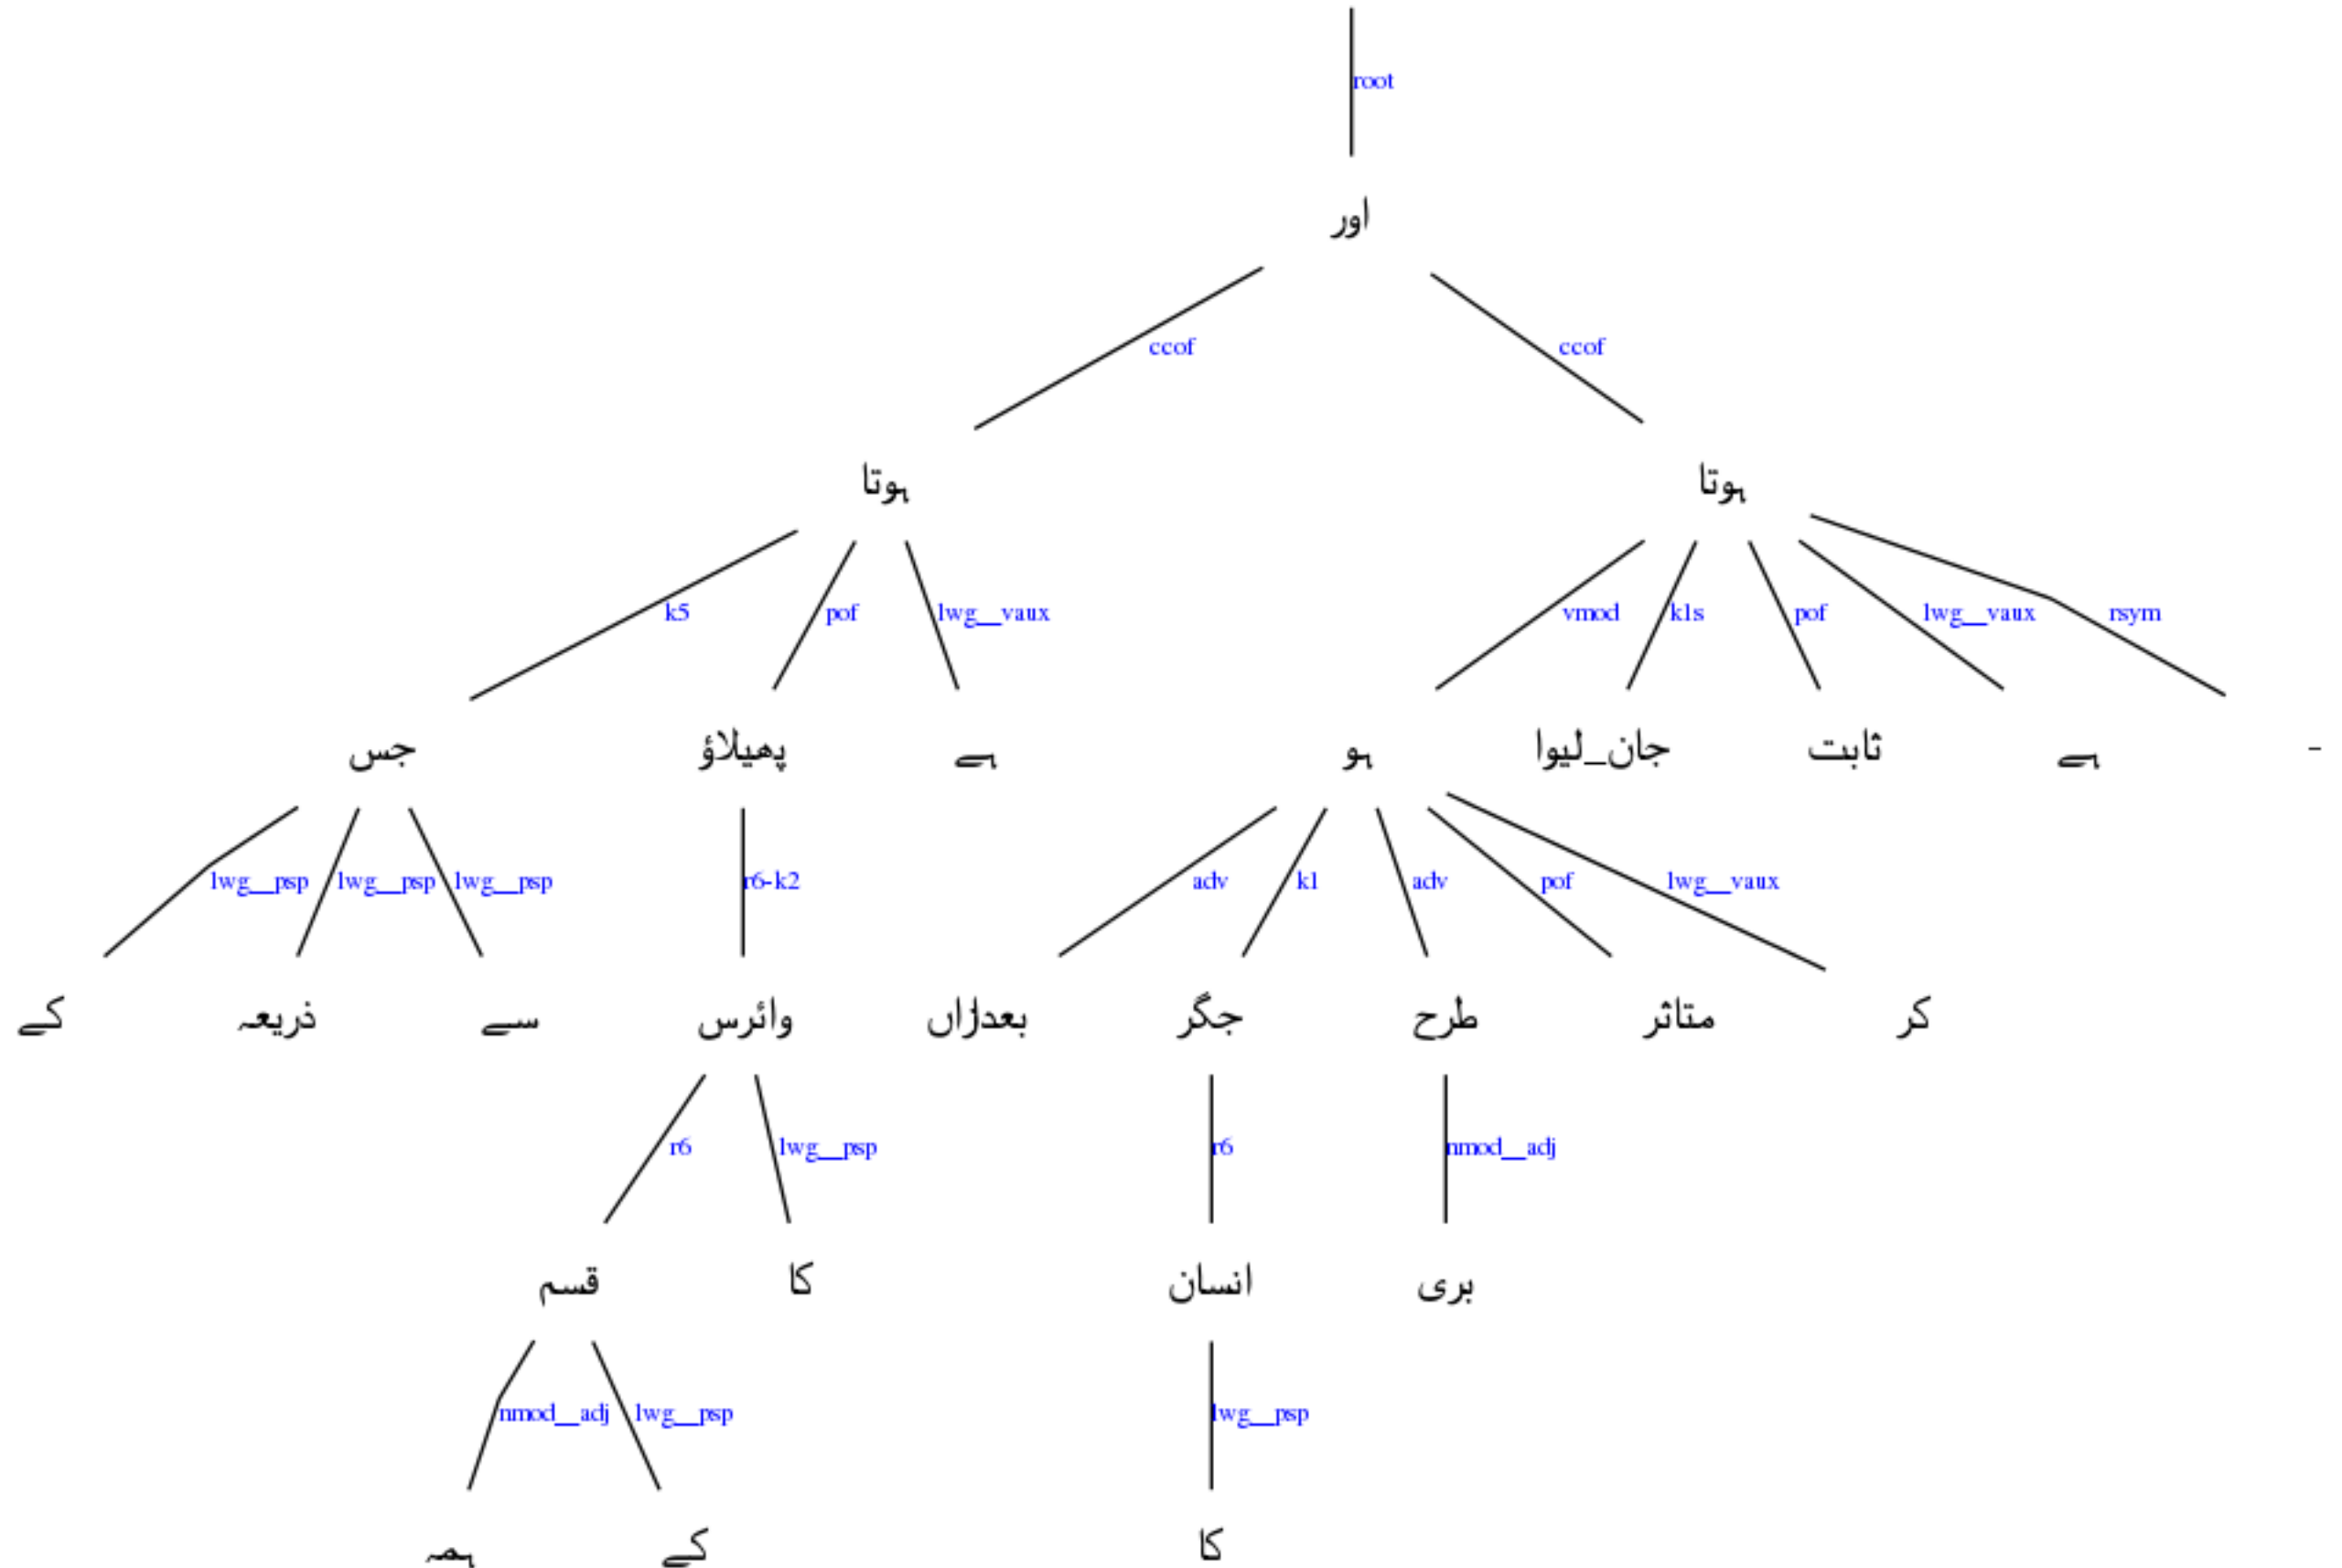 root
اور
ccof ccof
ہوتا ہوتا
k5 pof lwg__vaux vmod k1s pof lwg__vaux rsym
جس پھیلاؤ ہے ہو جان_لیوا ثابت ہے -
lwg__psp lwg__psp lwg__psp r6-k2 adv k1 adv pof lwg__vaux
کے ذریعہ سے وائرس بعدازاں جگر طرح متاثر کر
r6 lwg__psp r6 nmod__adj
قسم کا انسان بری
nmod__adj lwg__psp lwg__psp
ہمہ کے کا